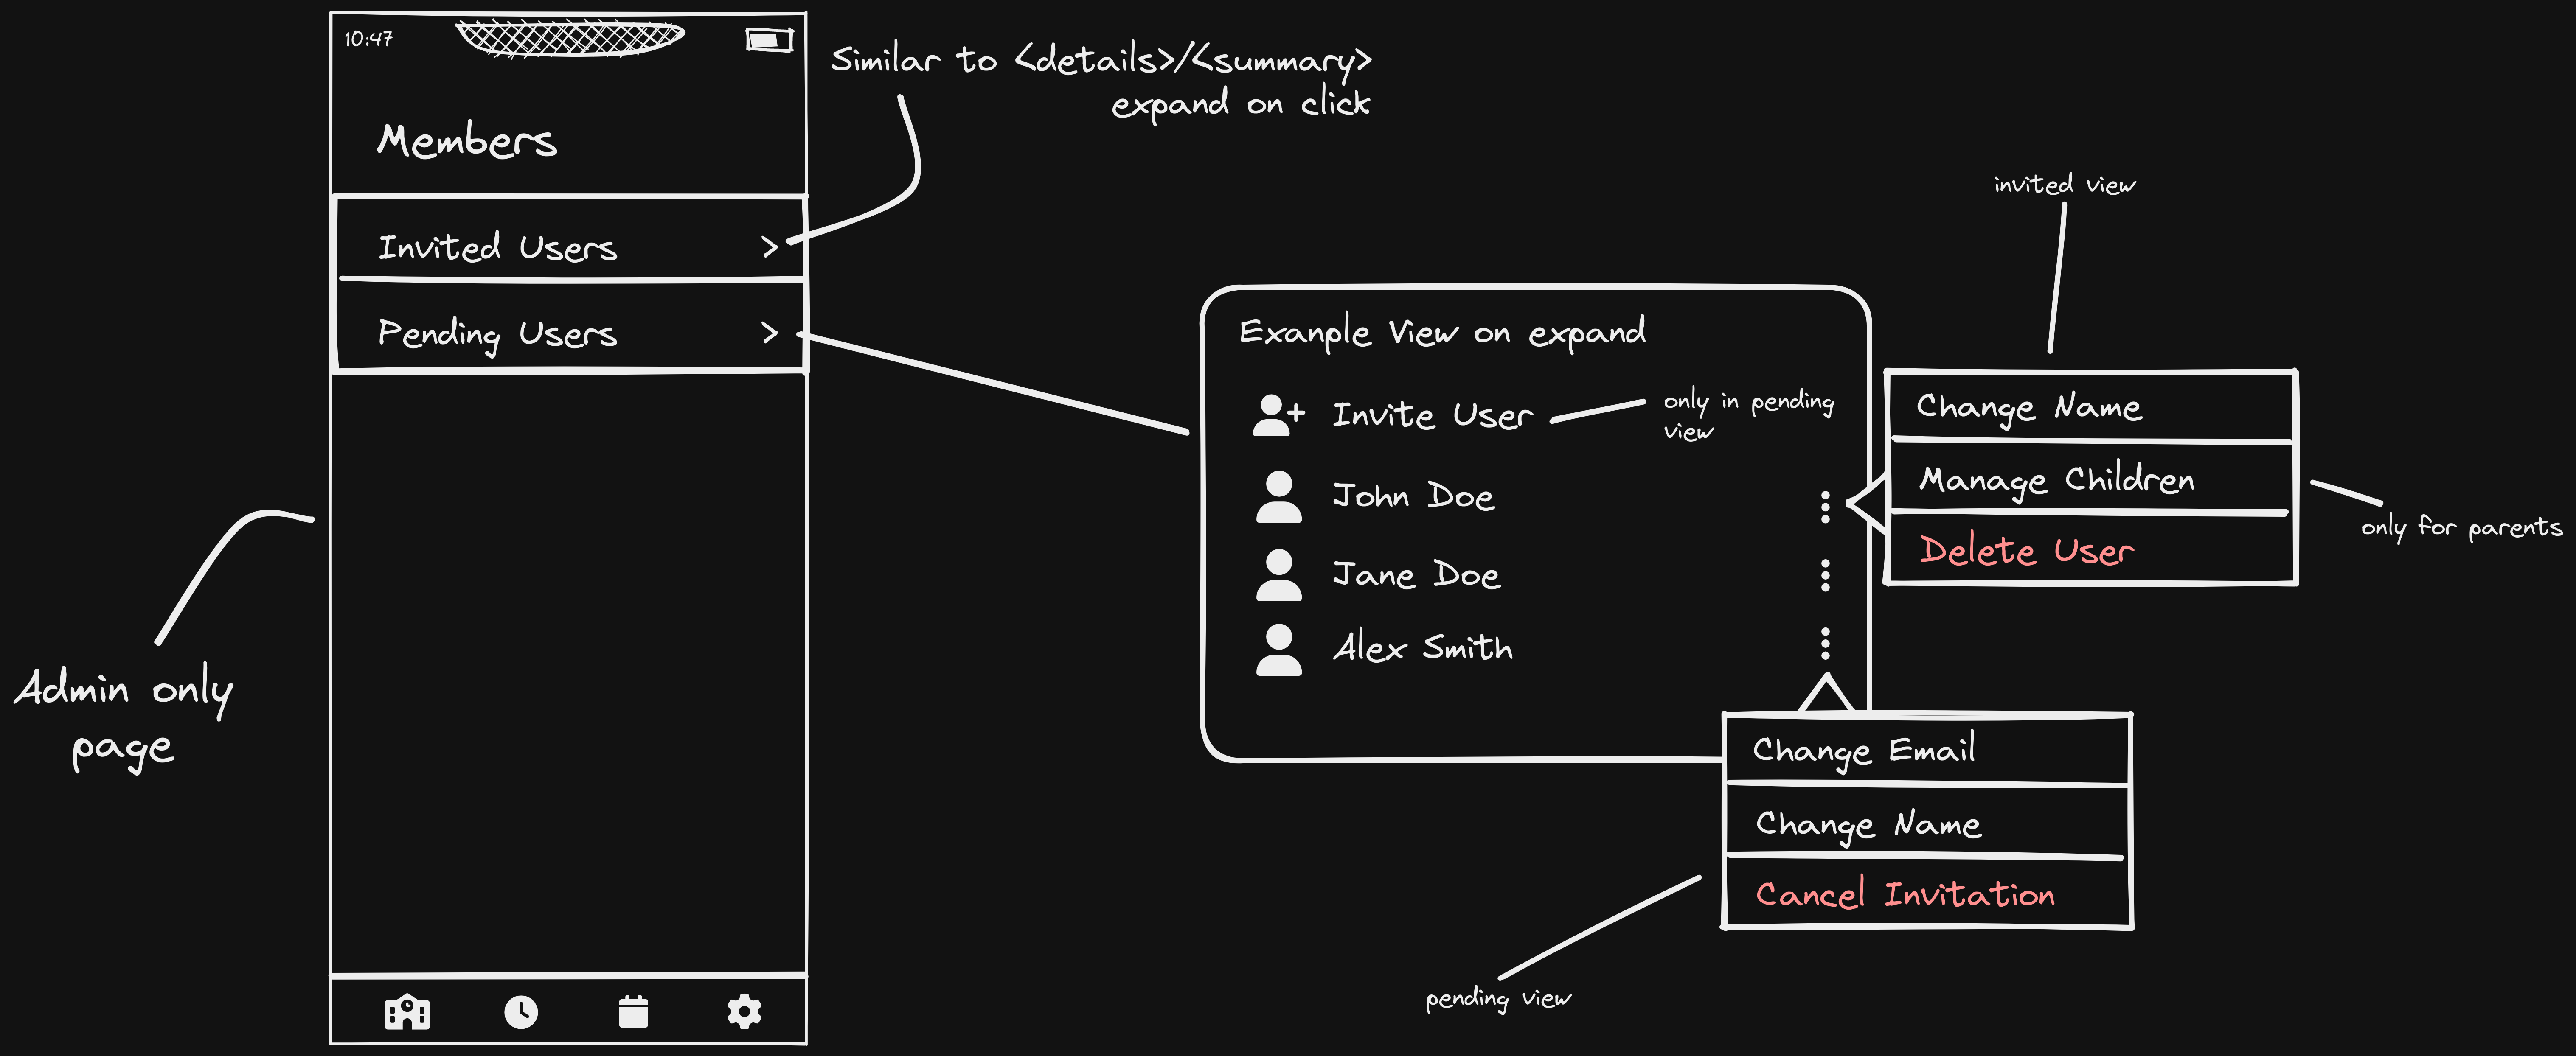 10:47
Similar to <details>/<summary>
expand on click
Members
Invited Users >
Pending Users >
Admin only
page
Exanple View on expand
Invite User
only in pending
view
John Doe
Jane Doe
Alex Smith
invited view
Change Name
Manage Children
Delete User
only for parents
Change Email
Change Name
Cancel Invitation
pending view